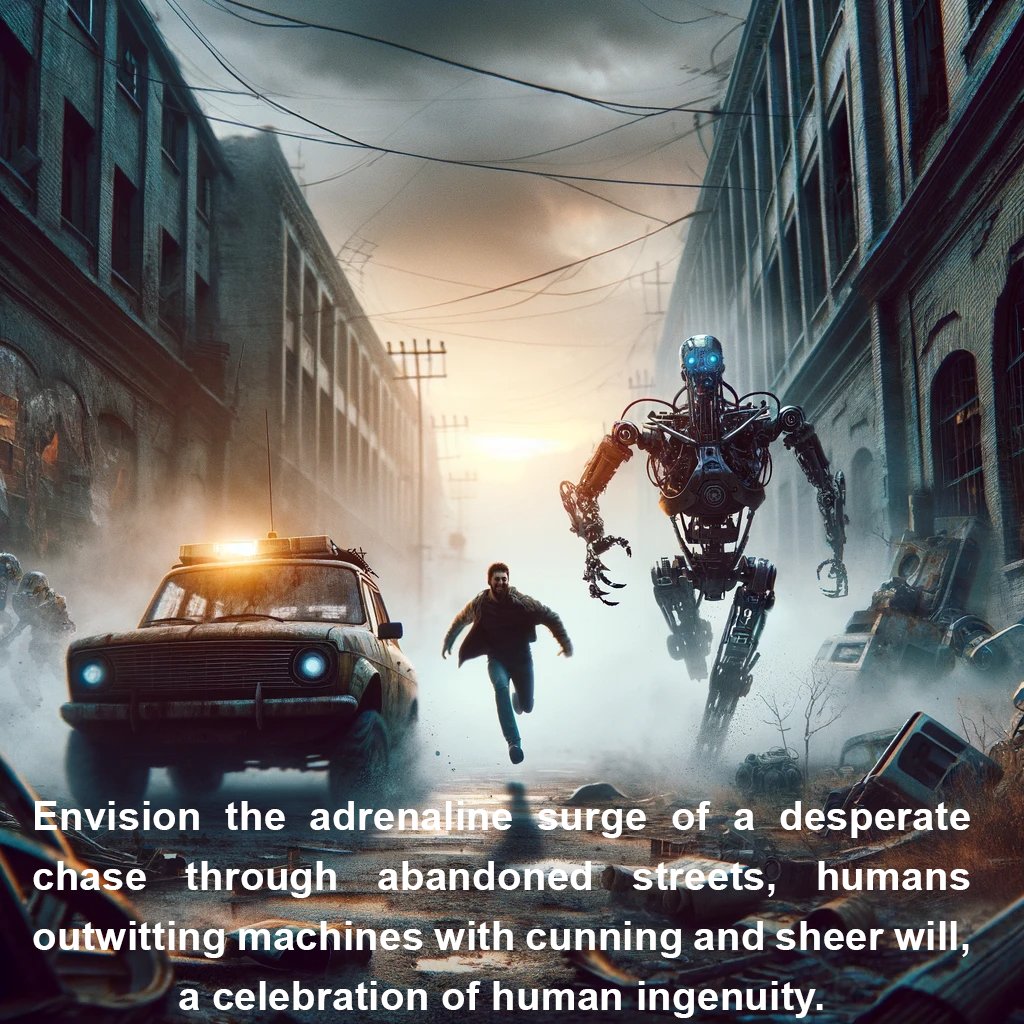 Envision the adrenaline surge of a desperate
chase through abandoned streets, humans
outwitting machines with cunning and sheer will,
a celebration of human ingenuity.